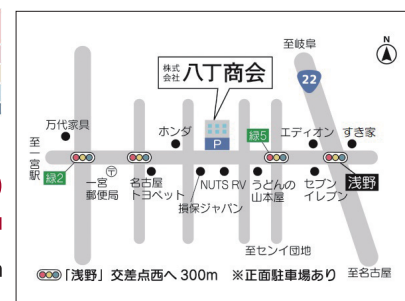 N
至岐阜
株式
会社
八丁商会
22
万代家具
ホンダ
P
緑5
エディオン
すき家
至一宮駅
緑2
一宮
郵便局
名古屋
トヨペット
NUTS RV
損保ジャパン
うどんの
山本屋
セブン
イレブン
浅野
至センイ団地
至名古屋
「浅野」交差点西へ300m ※正面駐車場あり